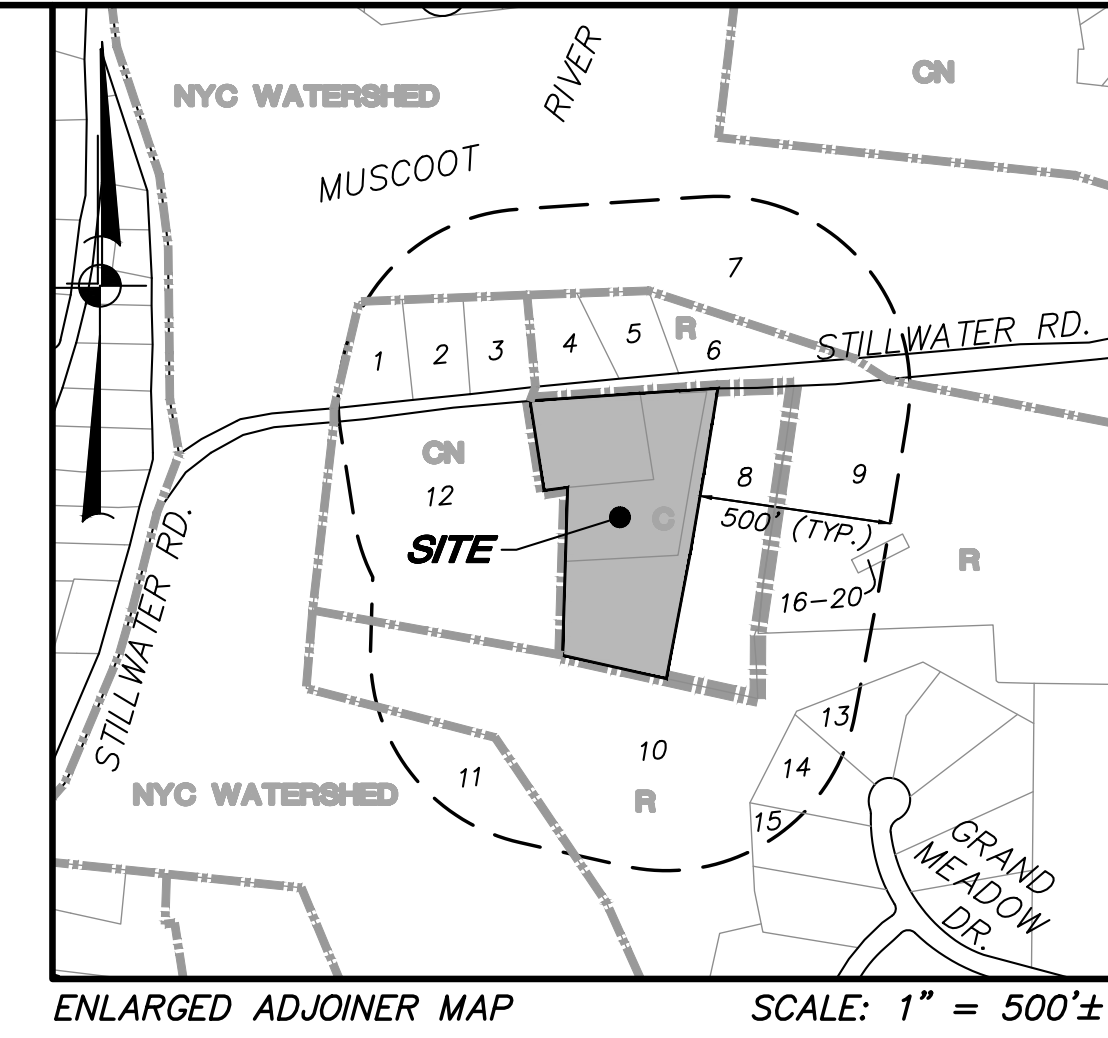 NYC WATERSHED
RIVER
CN
MUSCOOT
7
STILLWATER RD.
1
2
3
4
5
R
6
CN
12
8
9
500' (TYP.)
C
SITE
R
16-20
STILLWATER RD.
13
10
14
11
NYC WATERSHED
R
15
GRAND
MEADOW
DR.
ENLARGED ADJOINER MAP
SCALE: 1" = 500'±